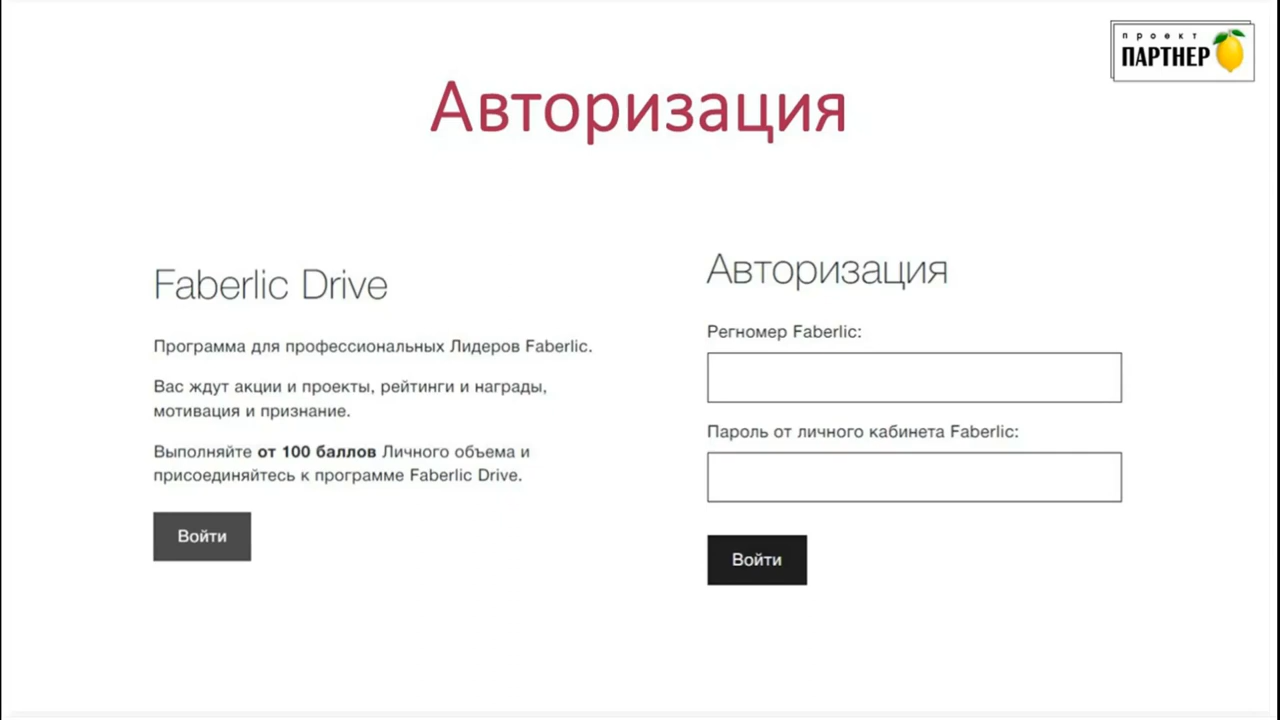 проект
ПАРТНЕР
Авторизация
Faberlic Drive
Программа для профессиональных Лидеров Faberlic.
Вас ждут акции и проекты, рейтинги и награды,
мотивация и признание.
Выполняйте от 100 баллов Личного объема и
присоединяйтесь к программе Faberlic Drive.
Войти
Авторизация
Регномер Faberlic:
Пароль от личного кабинета Faberlic:
Войти